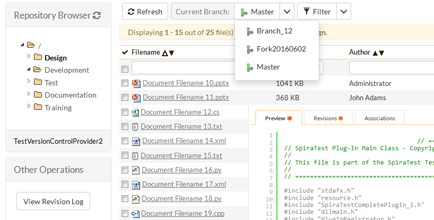 Repository Browser
/
Design
Development
Test
Documentation
Training
TestVersionControlProvider2
Other Operations
View Revision Log
Refresh
Current Branch:
Master
Filter
Branch_12
Fork20160602
Master
Displaying 1 - 15 out of 25 file(s)
Filename
Author
Document Filename 10.pptx 1041 KB Administrator
Document Filename 11.pptx 368 KB John Adams
Document Filename 12.cs
Document Filename 13.txt
Document Filename 14.xml
Document Filename 15.txt
Document Filename 16.py
Document Filename 17.xml
Document Filename 18.py
Document Filename 19.cpp
Preview
Revisions
Associations
1
2 // ==
3 // SpiraTest Plug-In Main Class - Copyrig
4 //
5 // This file is part of the SpiraTest Tes
6 //
7 // ======================================
8
9 #include "stdafx.h"
10 #include "resource.h"
11 #include "SpiraTestCompletePlugIn_i.h"
12 #include "dllmain.h"